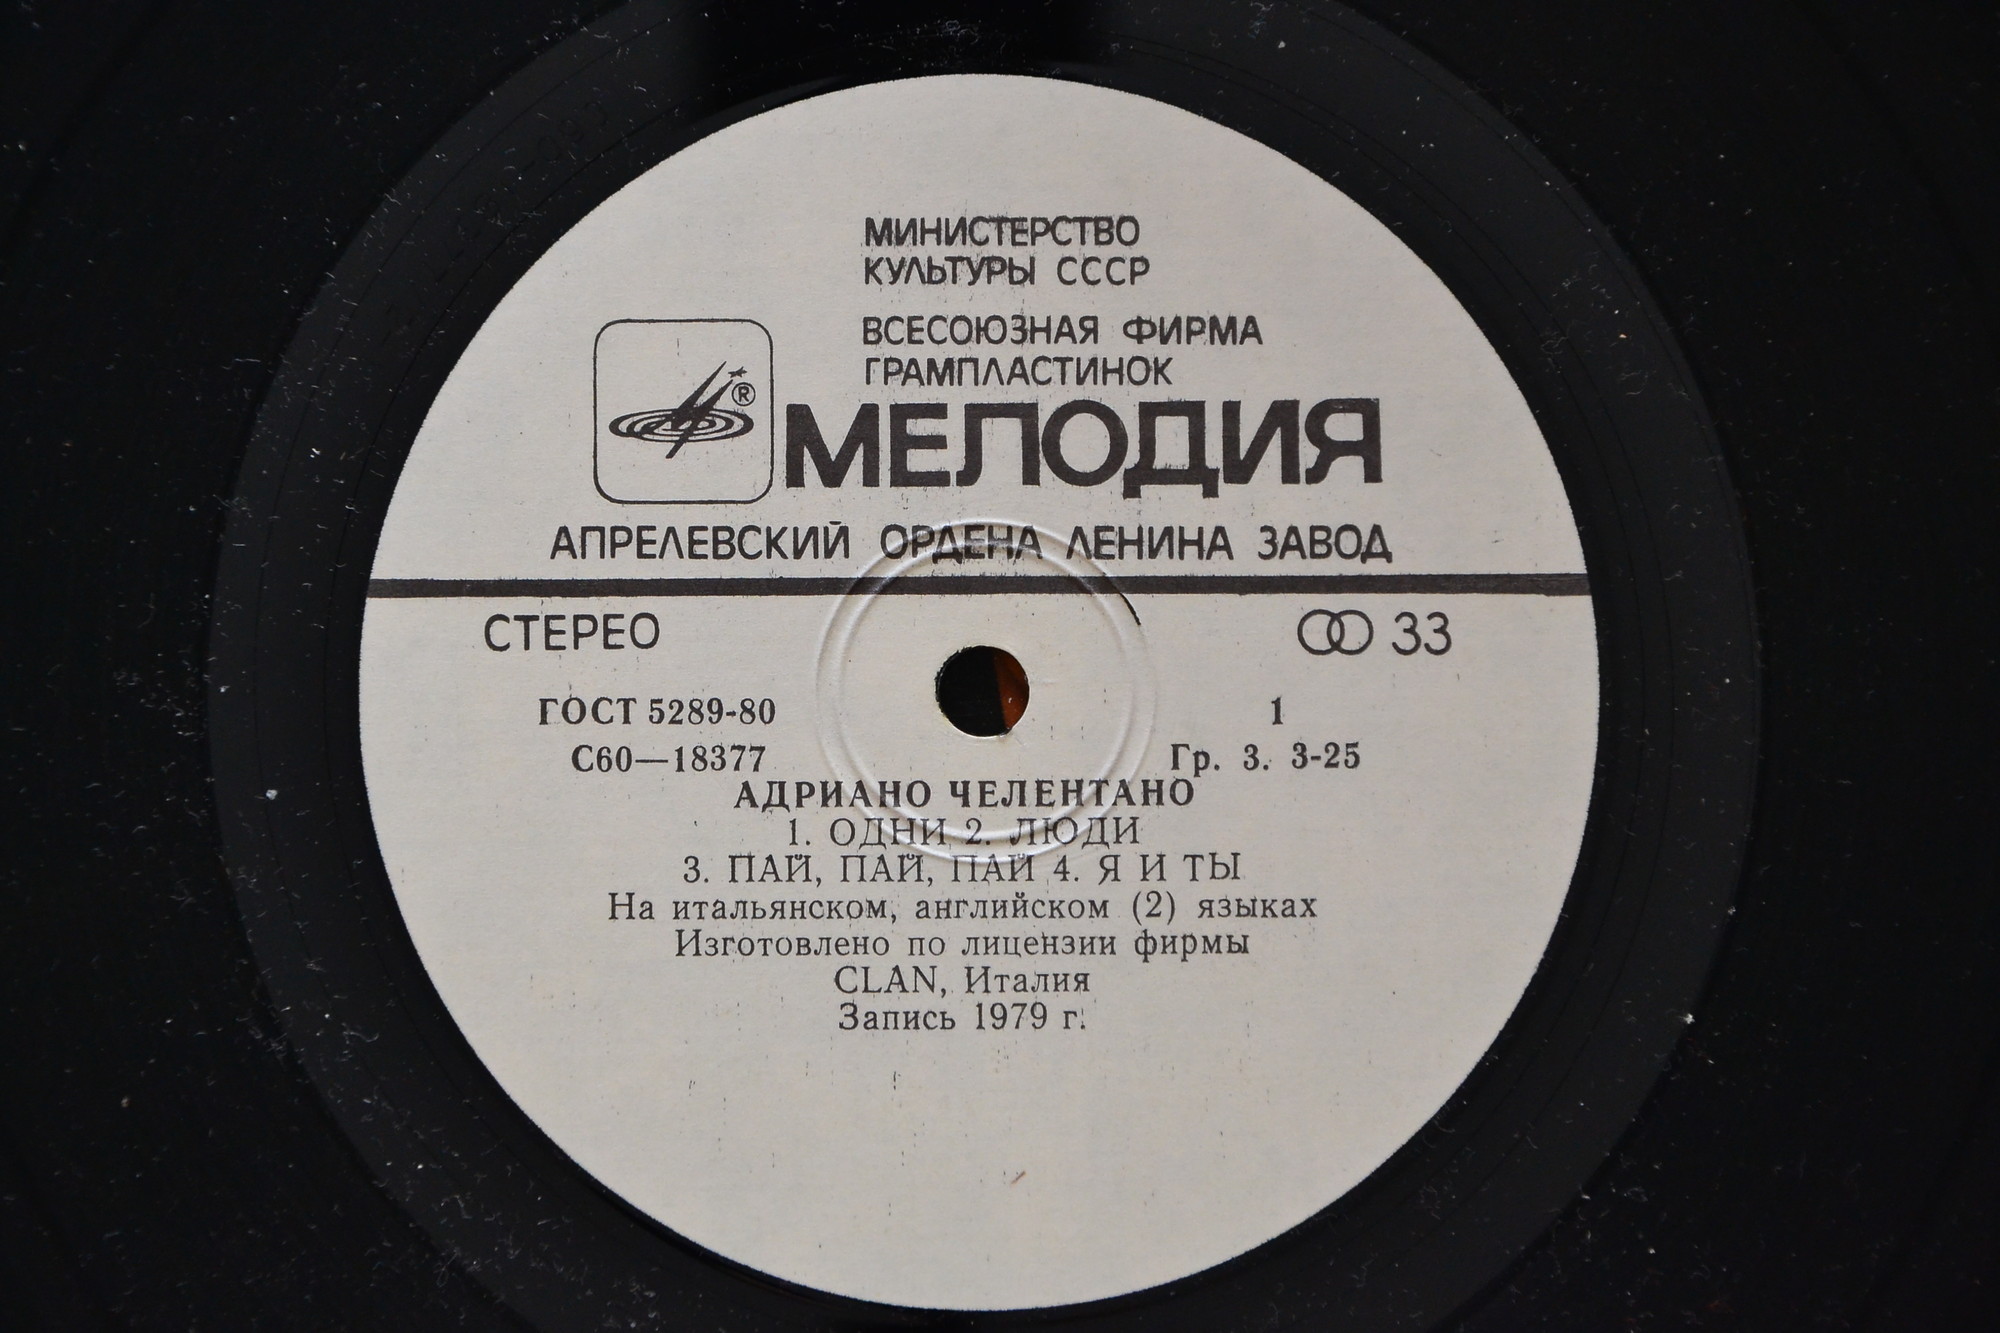 МИНИСТЕРСТВО
КУЛЬТУРЫ СССР
ВСЕСОЮЗНАЯ ФИРМА
ГРАМПЛАСТИНОК
®
МЕЛОДИЯ
АПРЕЛЕВСКИЙ ОРДЕНА ЛЕНИНА ЗАВОД
СТЕРЕО 33
ГОСТ 5289-80 1
С60—18377 Гр. 3. 3-25
АДРИАНО ЧЕЛЕНТАНО
1. ОДНИ 2. ЛЮДИ
3. ПАЙ, ПАЙ, ПАЙ 4. Я И ТЫ
На итальянском, английском (2) языках
Изготовлено по лицензии фирмы
CLAN, Италия
Запись 1979 г.